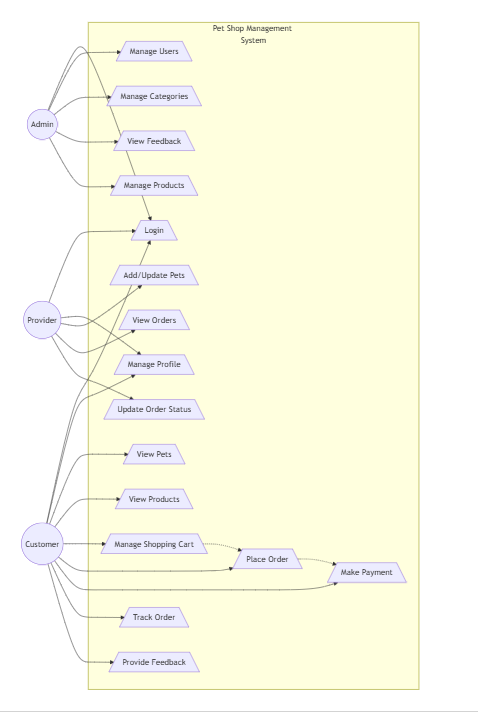 Pet Shop Management
System
Manage Users
Manage Categories
Admin
View Feedback
Manage Products
Login
Add/Update Pets
Provider
View Orders
Manage Profile
Update Order Status
View Pets
View Products
Customer
Manage Shopping Cart
Place Order
Make Payment
Track Order
Provide Feedback